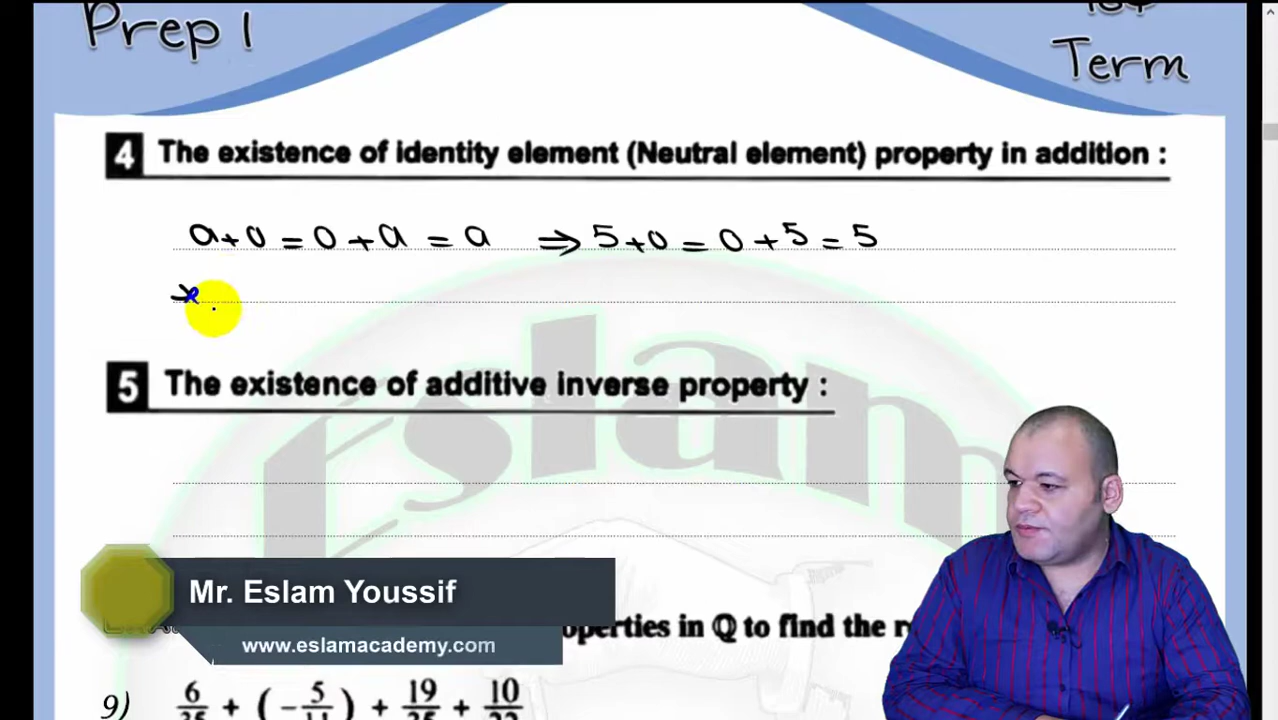 Prep 1
Term
4 The existence of identity element (Neutral element) property in addition :
a + 0 = 0 + a = a ⇒ 5 + 0 = 0 + 5 = 5
5 The existence of additive inverse property :
Eslam
Mr. Eslam Youssif
www.eslamacademy.com
in Q to find the
9) 6/35 + (-5/11) + 19/35 + 10/22